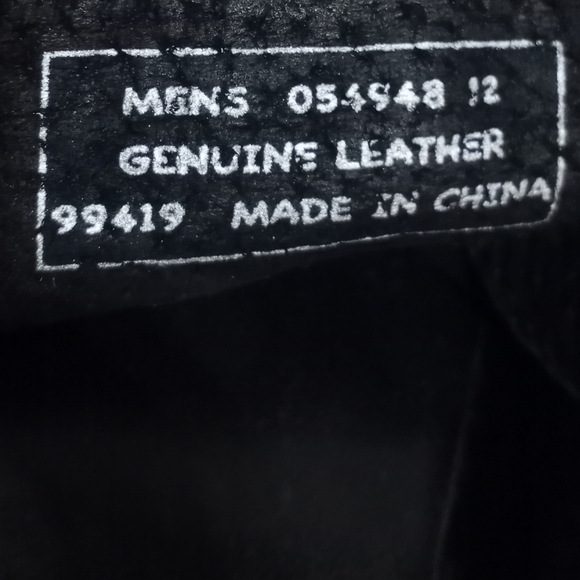 MENS 054948 12
GENUINE LEATHER
99419 MADE IN CHINA